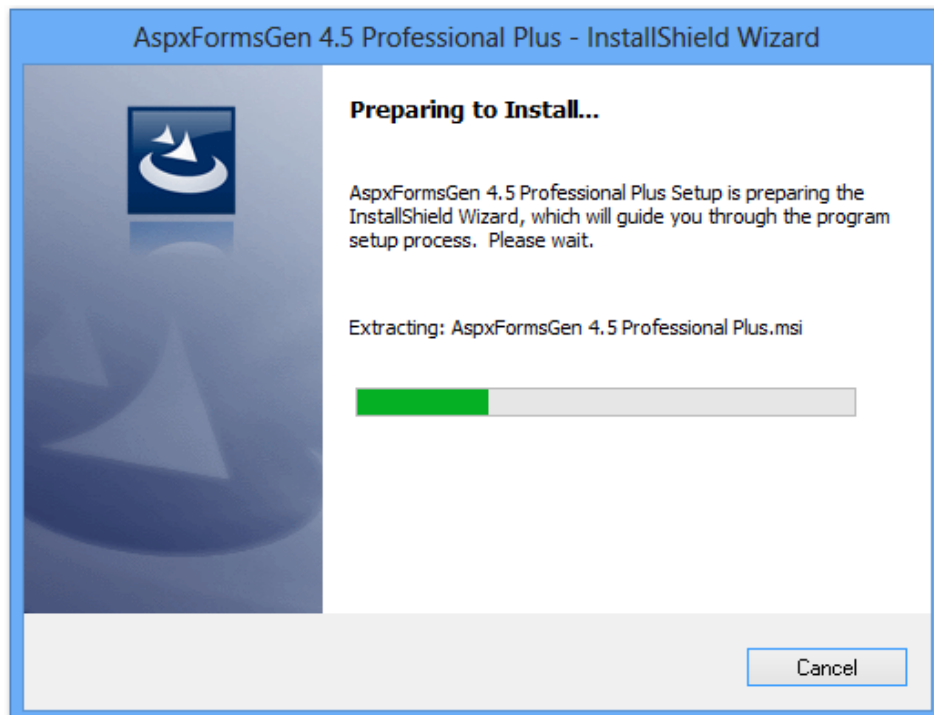 AspxFormsGen 4.5 Professional Plus - InstallShield Wizard
Preparing to Install...
AspxFormsGen 4.5 Professional Plus Setup is preparing the
InstallShield Wizard, which will guide you through the program
setup process.  Please wait.
Extracting: AspxFormsGen 4.5 Professional Plus.msi
Cancel